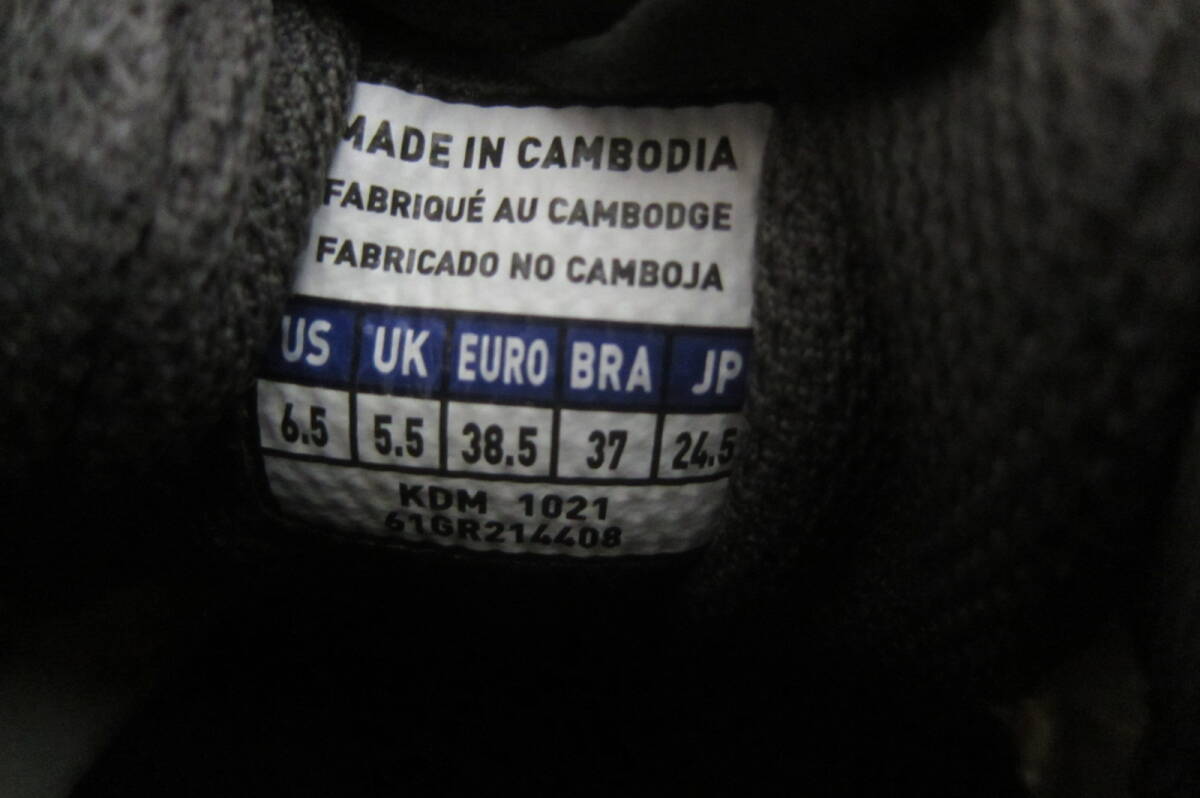 MADE IN CAMBODIA
FABRIQUÉ AU CAMBODGE
FABRICADO NO CAMBOJA
US UK EURO BRA JP
6.5 5.5 38.5 37 24.5
KDM 1021
61GR214408